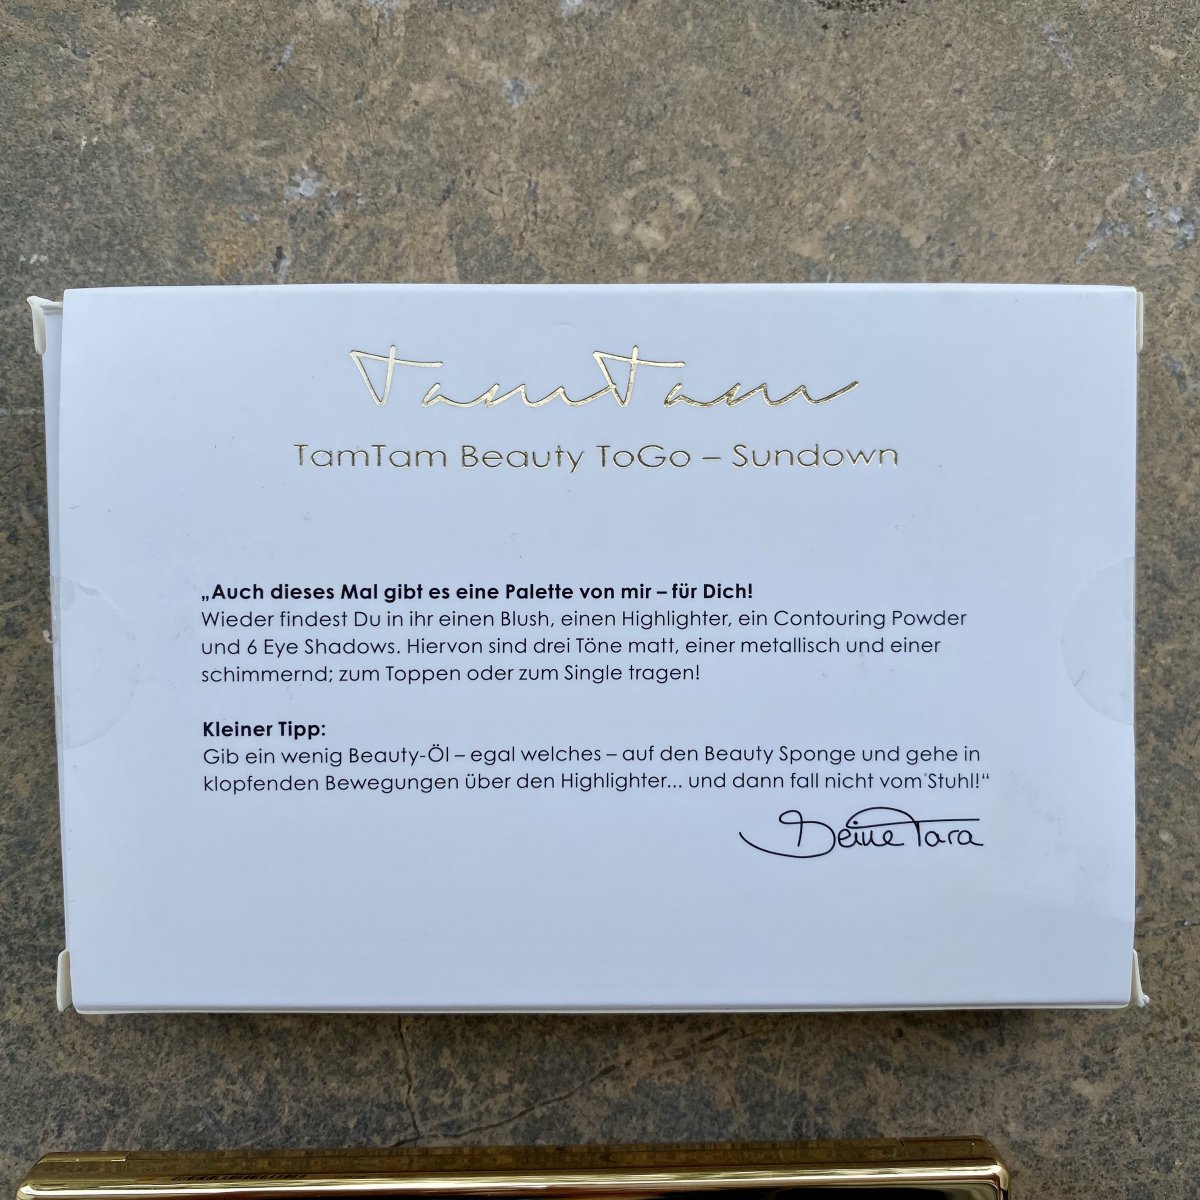 TamTam
TamTam Beauty ToGo – Sundown
„Auch dieses Mal gibt es eine Palette von mir – für Dich!
Wieder findest Du in ihr einen Blush, einen Highlighter, ein Contouring Powder
und 6 Eye Shadows. Hiervon sind drei Töne matt, einer metallisch und einer
schimmernd; zum Toppen oder zum Single tragen!
Kleiner Tipp:
Gib ein wenig Beauty-Öl – egal welches – auf den Beauty Sponge und gehe in
klopfenden Bewegungen über den Highlighter... und dann fall nicht vom Stuhl!“
Deine Tara